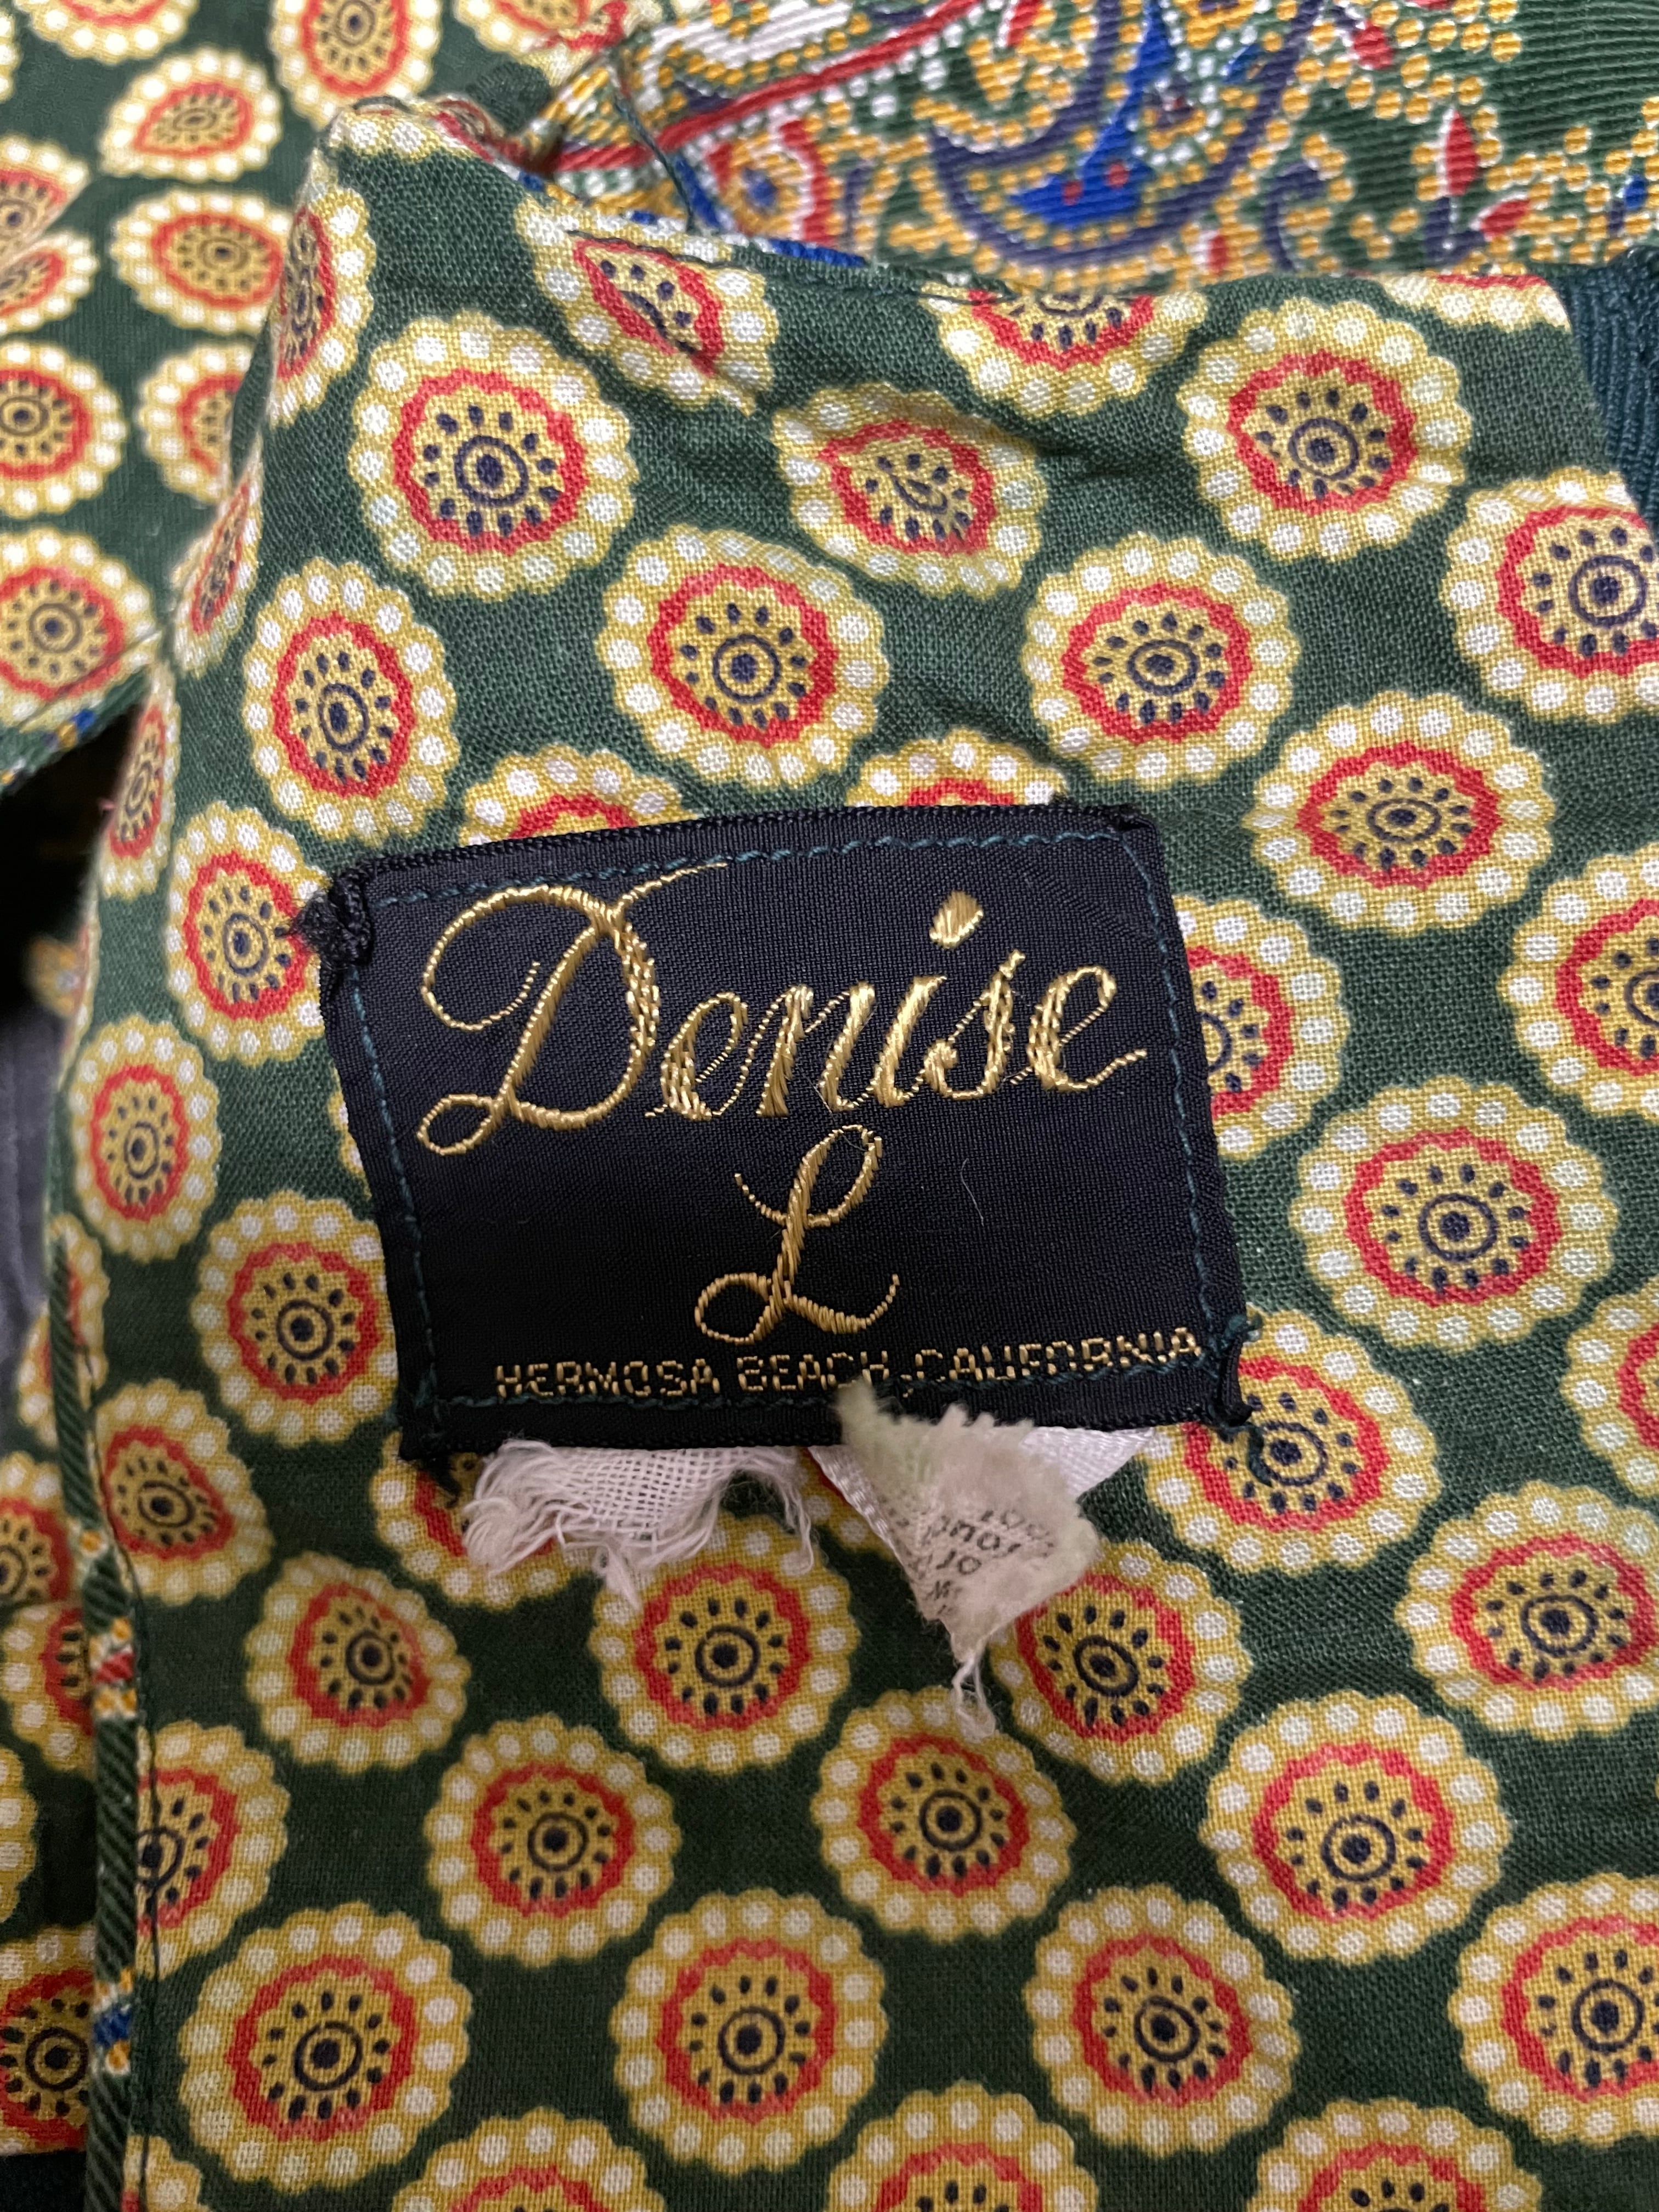 Denise
L
HERMOSA BEACH, CALIFORNIA